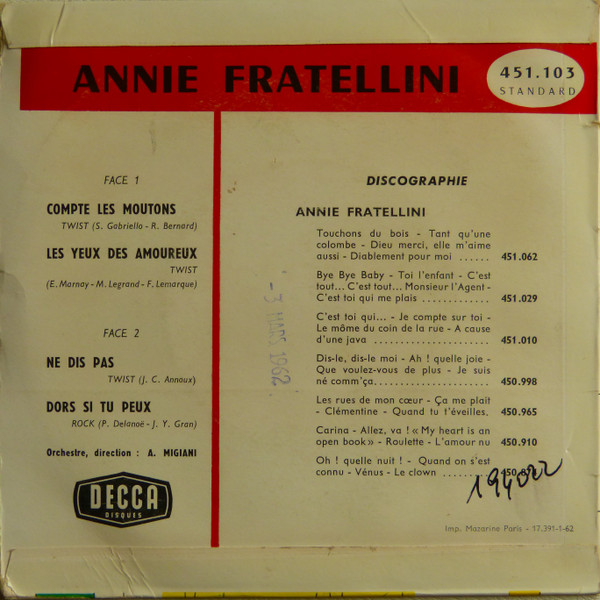 ANNIE FRATELLINI
451.103
STANDARD
FACE 1
COMPTE LES MOUTONS
TWIST (S. Gabriello - R. Bernard)
LES YEUX DES AMOUREUX
TWIST
(E. Marnay - M. Legrand - F. Lemarque)
FACE 2
NE DIS PAS
TWIST (J. C. Annoux)
DORS SI TU PEUX
ROCK (P. Delanoë - J. Y. Gran)
Orchestre, direction : A. MIGIANI
DECCA
DISQUES
DISCOGRAPHIE
ANNIE FRATELLINI
Touchons du bois - Tant qu'une
colombe - Dieu merci, elle m'aime
aussi - Diablement pour moi ...... 451.062
Bye Bye Baby - Toi l'enfant - C'est
tout... C'est tout... Monsieur l'Agent -
C'est toi qui me plais ............. 451.029
C'est toi qui... - Je compte sur toi -
Le môme du coin de la rue - A cause
d'une java ...................... 451.010
Dis-le, dis-le moi - Ah ! quelle joie -
Que voulez-vous de plus - Je suis
né comm'ça...................... 450.998
Les rues de mon cœur - Ça me plaît
- Clémentine - Quand tu t'éveilles. 450.965
Carina - Allez, va ! « My heart is an
open book » - Roulette - L'amour nu 450.910
Oh ! quelle nuit ! - Quand on s'est
connu - Vénus - Le clown .........
- 3 MARS 1962
194022
Imp. Mazarine Paris - 17.391-1-62